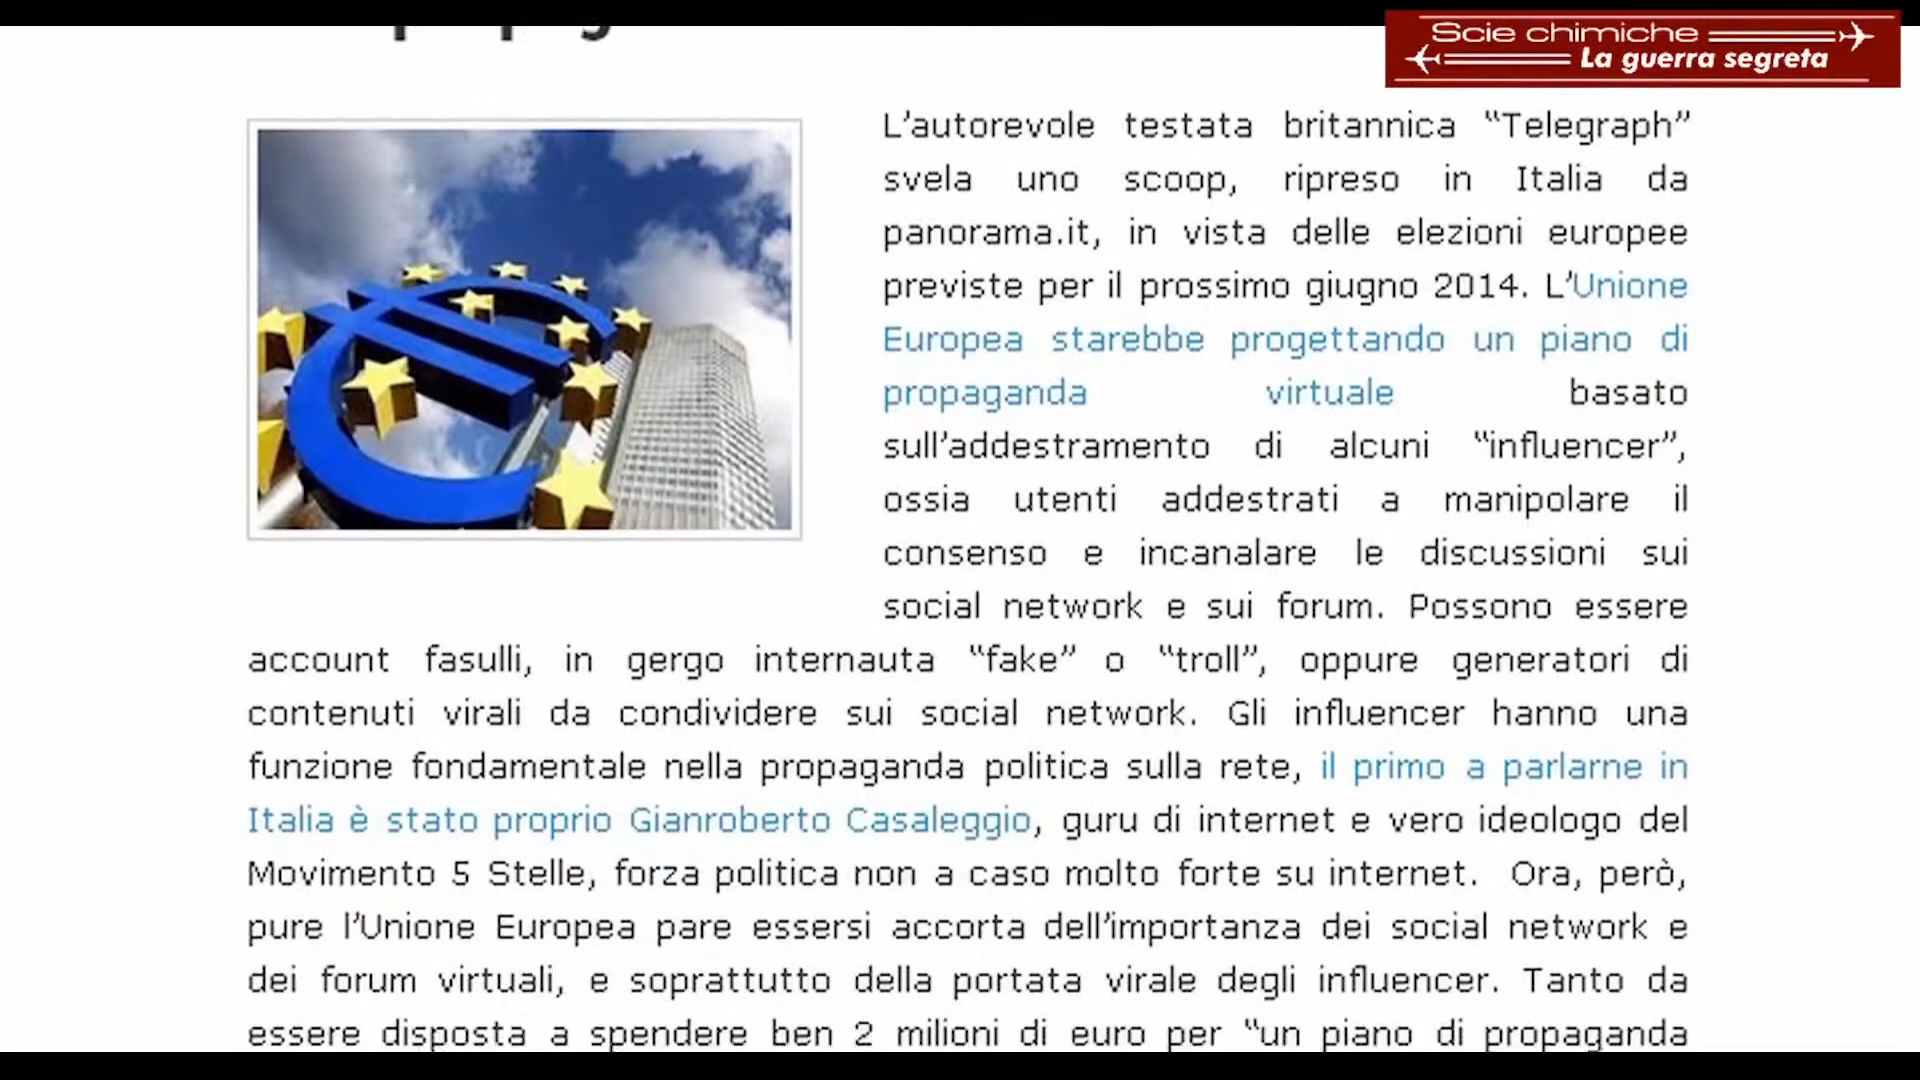 Scie chimiche
La guerra segreta
L’autorevole testata britannica “Telegraph”
svela uno scoop, ripreso in Italia da
panorama.it, in vista delle elezioni europee
previste per il prossimo giugno 2014. L’Unione
Europea starebbe progettando un piano di
propaganda virtuale basato
sull’addestramento di alcuni “influencer”,
ossia utenti addestrati a manipolare il
consenso e incanalare le discussioni sui
social network e sui forum. Possono essere
account fasulli, in gergo internauta “fake” o “troll”, oppure generatori di
contenuti virali da condividere sui social network. Gli influencer hanno una
funzione fondamentale nella propaganda politica sulla rete, il primo a parlarne in
Italia è stato proprio Gianroberto Casaleggio, guru di internet e vero ideologo del
Movimento 5 Stelle, forza politica non a caso molto forte su internet. Ora, però,
pure l’Unione Europea pare essersi accorta dell’importanza dei social network e
dei forum virtuali, e soprattutto della portata virale degli influencer. Tanto da
essere disposta a spendere ben 2 milioni di euro per “un piano di propaganda